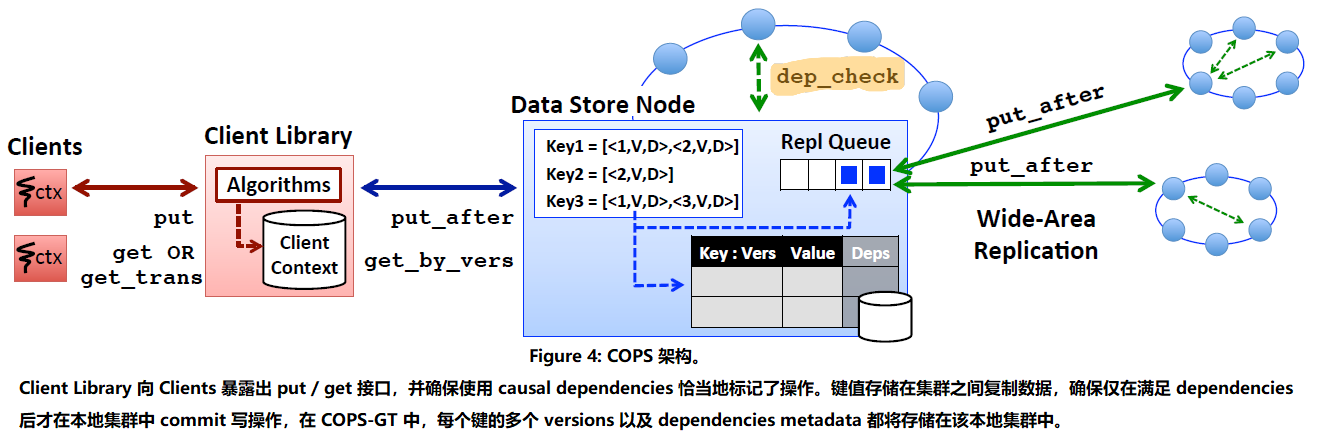 dep_check
Data Store Node
Client Library
Clients
Key1 = [<1,V,D>,<2,V,D>]
Key2 = [<2,V,D>]
Key3 = [<1,V,D>,<3,V,D>]
Repl Queue
put_after
put_after
ctx
Algorithms
put
put_after
Wide-Area
Replication
ctx
get OR
get_trans
Client
Context
get_by_vers
Key : Vers Value Deps
Figure 4: COPS 架构。
Client Library 向 Clients 暴露出 put / get 接口，并确保使用 causal dependencies 恰当地标记了操作。键值存储在集群之间复制数据，确保仅在满足 dependencies
后才在本地集群中 commit 写操作，在 COPS-GT 中，每个键的多个 versions 以及 dependencies metadata 都将存储在该本地集群中。